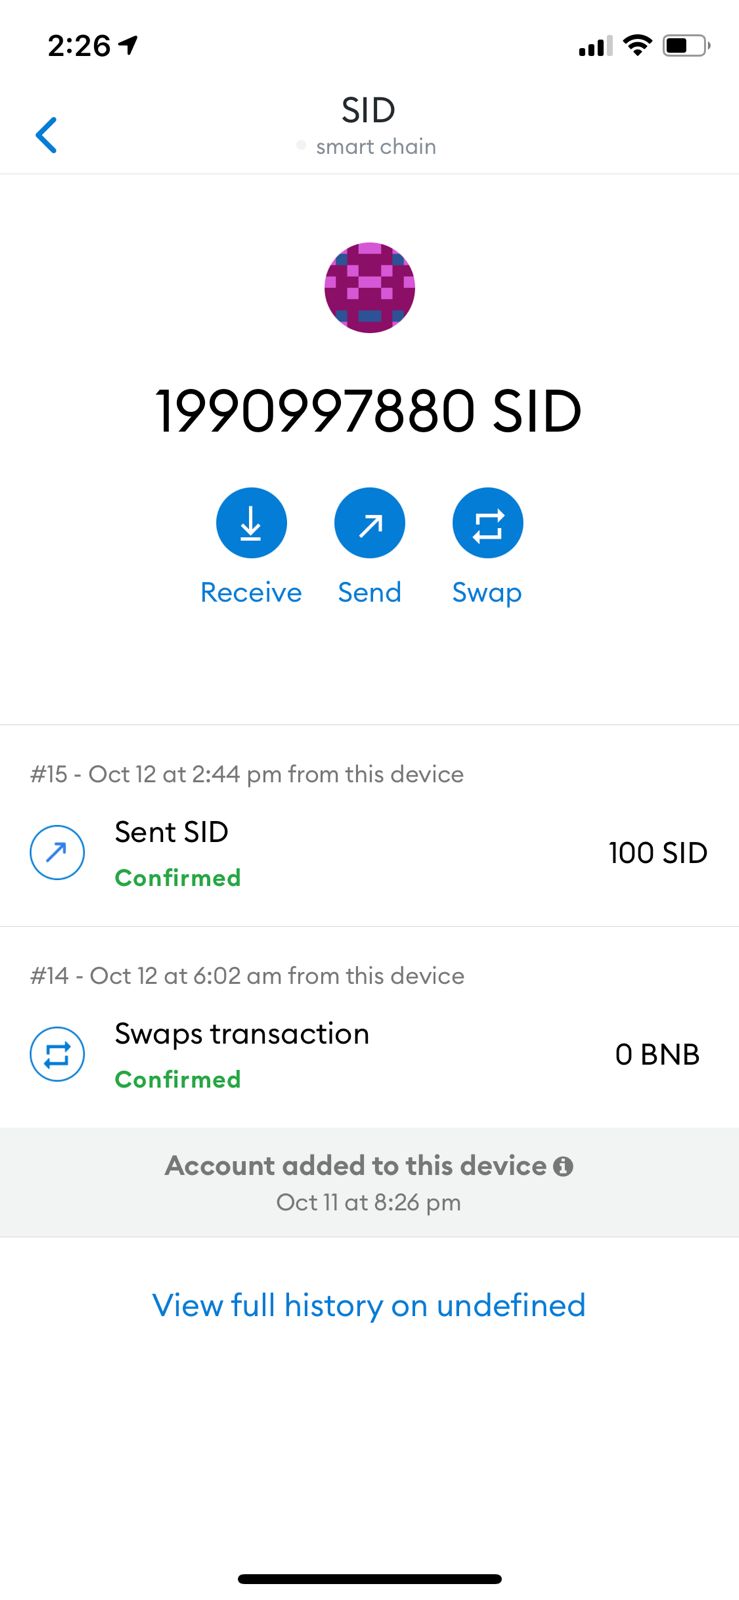 2:26
SID
smart chain
1990997880 SID
Receive
Send
Swap
#15 - Oct 12 at 2:44 pm from this device
Sent SID
100 SID
Confirmed
#14 - Oct 12 at 6:02 am from this device
Swaps transaction
0 BNB
Confirmed
Account added to this device
Oct 11 at 8:26 pm
View full history on undefined